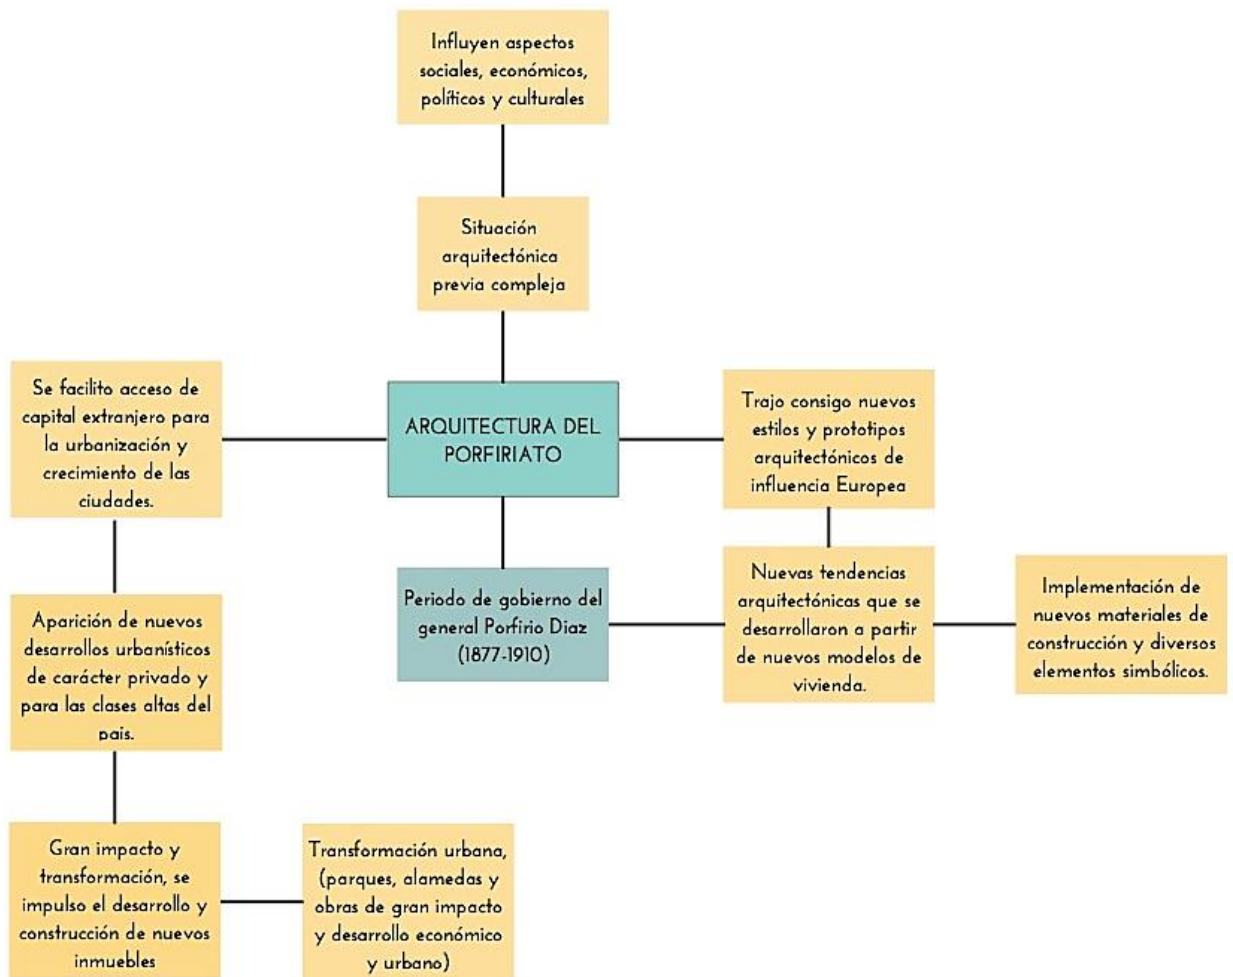 Influyen aspectos
sociales, económicos,
políticos y culturales
Situación
arquitectónica
previa compleja
Se facilito acceso de
capital extranjero para
la urbanización y
crecimiento de las
ciudades.
ARQUITECTURA DEL
PORFIRIATO
Trajo consigo nuevos
estilos y prototipos
arquitectónicos de
influencia Europea
Periodo de gobierno del
general Porfirio Diaz
(1877-1910)
Nuevas tendencias
arquitectónicas que se
desarrollaron a partir
de nuevos modelos de
vivienda.
Implementación de
nuevos materiales de
construcción y diversos
elementos simbólicos.
Aparición de nuevos
desarrollos urbanísticos
de carácter privado y
para las clases altas del
pais.
Gran impacto y
transformación, se
impulso el desarrollo y
construcción de nuevos
inmuebles
Transformación urbana,
(parques, alamedas y
obras de gran impacto
y desarrollo económico
y urbano)